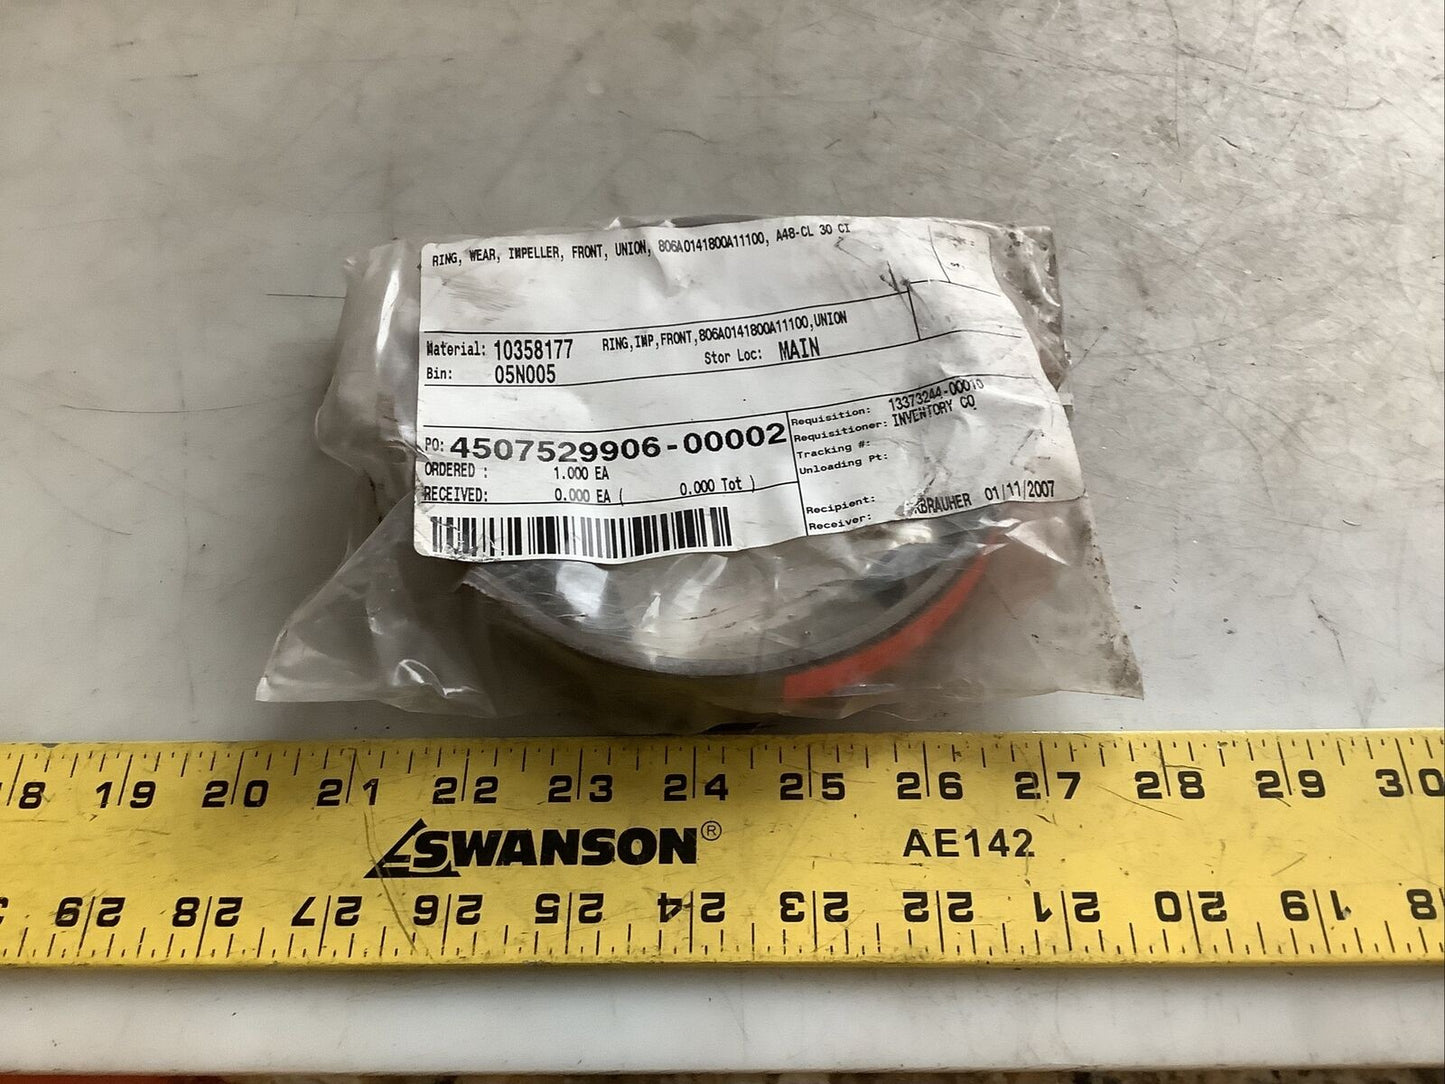 RING, WEAR, IMPELLER, FRONT, UNION, 806A0141800A11100, A48-CL 30 CI
Material: 10358177 RING,IMP,FRONT,806A0141800A11100,UNION
Bin: 05N005 Stor Loc: MAIN
PO: 4507529906-00002
ORDERED : 1.000 EA
RECEIVED: 0.000 EA ( 0.000 Tot )
Requisition: 13373244-00010
Requisitioner: INVENTORY CO
Tracking #:
Unloading Pt:
Recipient:
Receiver: KBRAUHER 01/11/2007
18 19 20 21 22 23 24 25 26 27 28 29 30
SWANSON® AE142
29 28 27 26 25 24 23 22 21 20 19 18